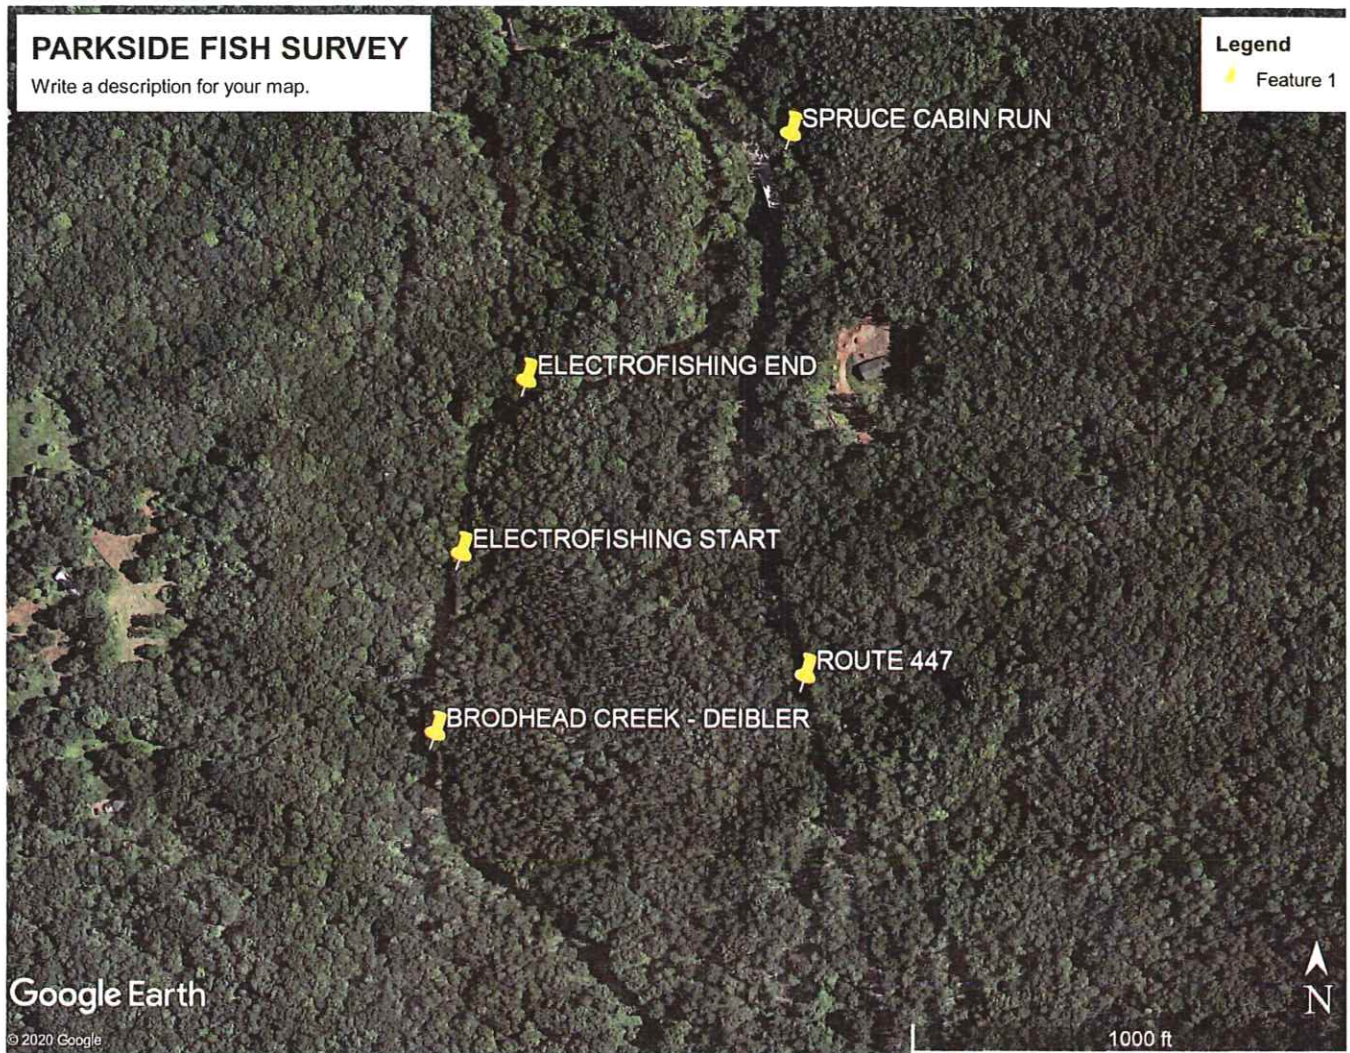 PARKSIDE FISH SURVEY
Write a description for your map.
Legend
Feature 1
SPRUCE CABIN RUN
ELECTROFISHING END
ELECTROFISHING START
ROUTE 447
BRODHEAD CREEK - DEIBLER
Google Earth
© 2020 Google
N
1000 ft